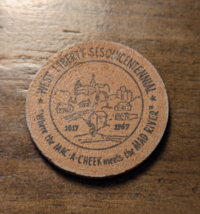 WEST LIBERTY SESQUICENTENNIAL
1817 1967
"Where the MAC-A-CHEEK meets the MAD RIVER"